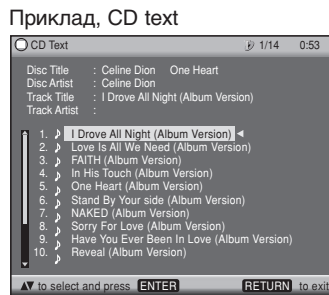 Приклад, CD text
CD Text 1/14 0:53
Disc Title : Celine Dion One Heart
Disc Artist : Celine Dion
Track Title : I Drove All Night (Album Version)
Track Artist :
1. I Drove All Night (Album Version)
2. Love Is All We Need (Album Version)
3. FAITH (Album Version)
4. In His Touch (Album Version)
5. One Heart (Album Version)
6. Stand By Your side (Album Version)
7. NAKED (Album Version)
8. Sorry For Love (Album Version)
9. Have You Ever Been In Love (Album Version)
10. Reveal (Album Version)
▲▼ to select and press ENTER RETURN to exit